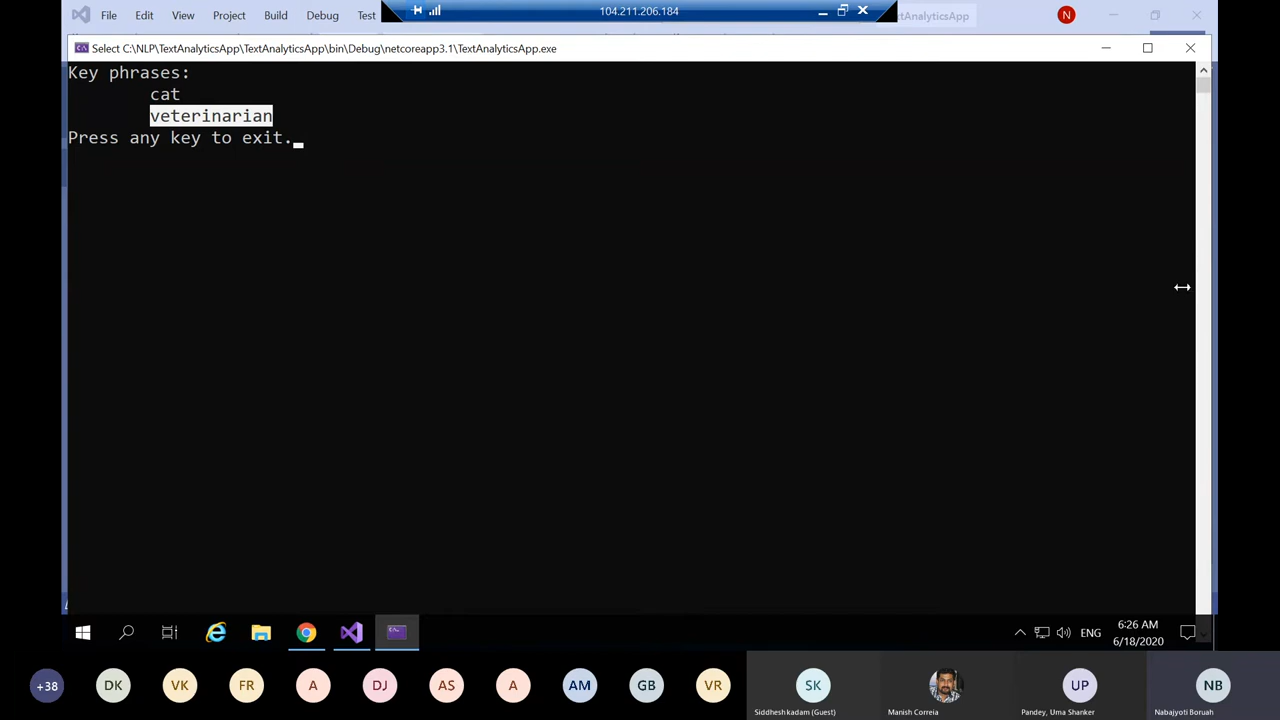 File Edit View Project Build Debug Test 104.211.206.184 extAnalyticsApp N
Select C:\NLP\TextAnalyticsApp\TextAnalyticsApp\bin\Debug\netcoreapp3.1\TextAnalyticsApp.exe
Key phrases:
cat
veterinarian
Press any key to exit.
ENG
6:26 AM
6/18/2020
+38 DK VK FR A DJ AS A AM GB VR SK UP NB
Siddhesh kadam (Guest) Manish Correia Pandey, Uma Shanker Nabajyoti Boruah